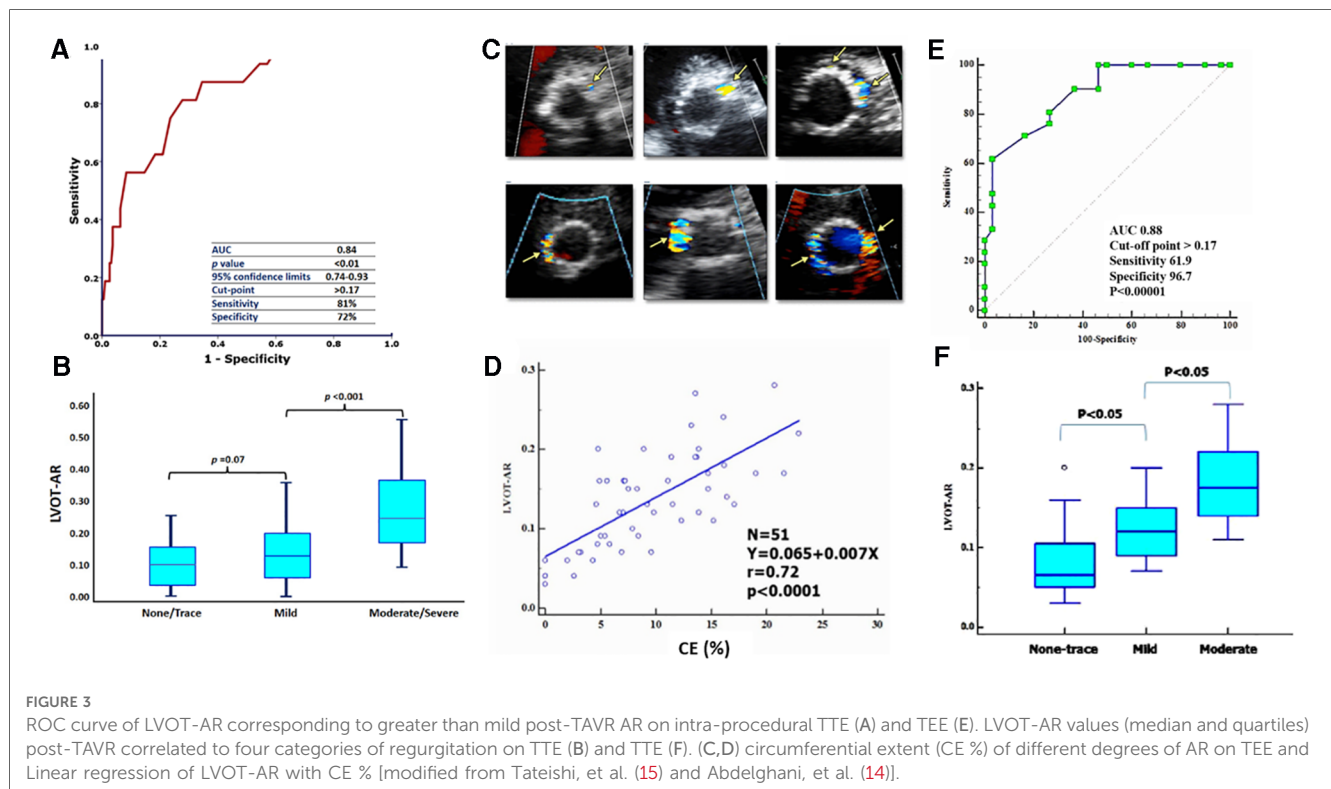 A
1.0
0.8
0.6
0.4
0.2
0.0
0.0
0.2
0.4
0.6
0.8
1.0
Sensitivity
1 - Specificity
AUC 0.84
p value <0.01
95% confidence limits 0.74-0.93
Cut-point >0.17
Sensitivity 81%
Specificity 72%
B
LVOT-AR
0.60
0.50
0.40
0.30
0.20
0.10
0.00
p =0.07
p <0.001
None/Trace
Mild
Moderate/Severe
C
D
LVOT-AR
0.3
0.2
0.1
0.0
0
5
10
15
20
25
30
CE (%)
N=51
Y=0.065+0.007X
r=0.72
p<0.0001
E
Sensitivity
100
80
60
40
20
0
0
20
40
60
80
100
100-Specificity
AUC 0.88
Cut-off point > 0.17
Sensitivity 61.9
Specificity 96.7
P<0.00001
F
LVOT-AR
0.3
0.2
0.1
0.0
P<0.05
P<0.05
None-trace
Mild
Moderate
FIGURE 3
ROC curve of LVOT-AR corresponding to greater than mild post-TAVR AR on intra-procedural TTE (A) and TEE (E). LVOT-AR values (median and quartiles)
post-TAVR correlated to four categories of regurgitation on TTE (B) and TTE (F). (C,D) circumferential extent (CE %) of different degrees of AR on TEE and
Linear regression of LVOT-AR with CE % [modified from Tateishi, et al. (15) and Abdelghani, et al. (14)].